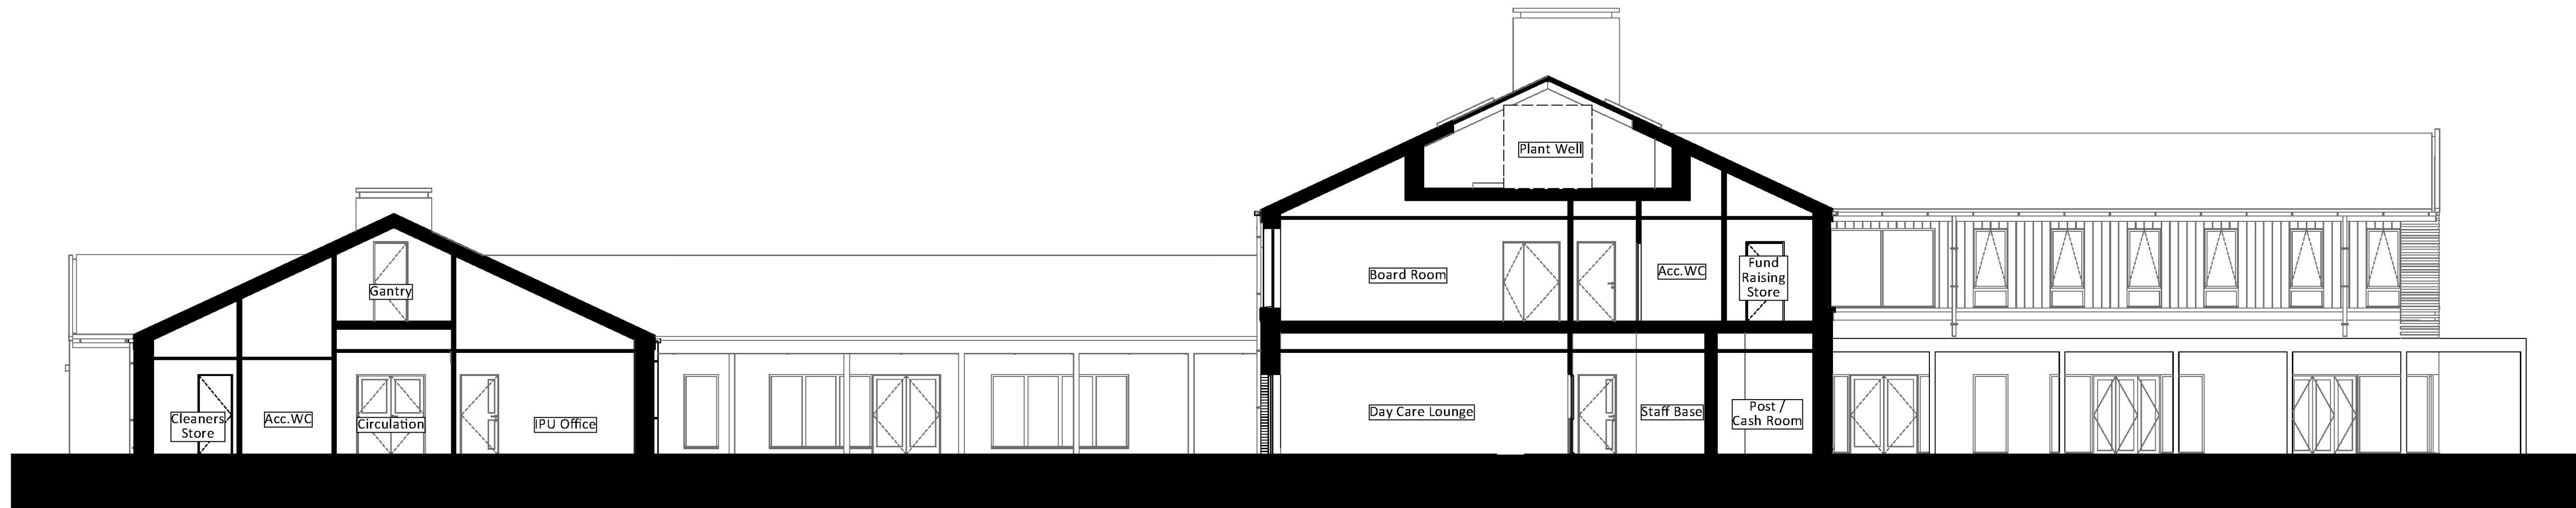 Plant Well
Gantry
Board Room
Acc.WC
Fund
Raising
Store
Cleaners
Store
Acc.WC
Circulation
IPU Office
Day Care Lounge
Staff Base
Post /
Cash Room